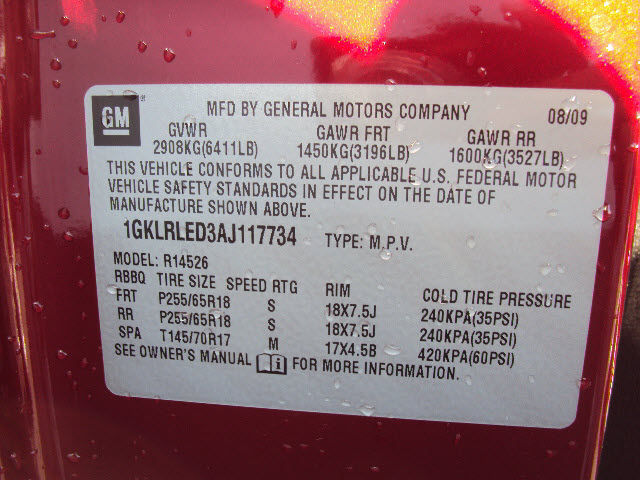 GM ®
MFD BY GENERAL MOTORS COMPANY 08/09
GVWR GAWR FRT GAWR RR
2908KG(6411LB) 1450KG(3196LB) 1600KG(3527LB)
THIS VEHICLE CONFORMS TO ALL APPLICABLE U.S. FEDERAL MOTOR
VEHICLE SAFETY STANDARDS IN EFFECT ON THE DATE OF
MANUFACTURE SHOWN ABOVE.
1GKLRLED3AJ117734 TYPE: M.P.V.
MODEL: R14526
RBBQ TIRE SIZE SPEED RTG RIM COLD TIRE PRESSURE
FRT P255/65R18 S 18X7.5J 240KPA(35PSI)
RR P255/65R18 S 18X7.5J 240KPA(35PSI)
SPA T145/70R17 M 17X4.5B 420KPA(60PSI)
SEE OWNER'S MANUAL i FOR MORE INFORMATION.